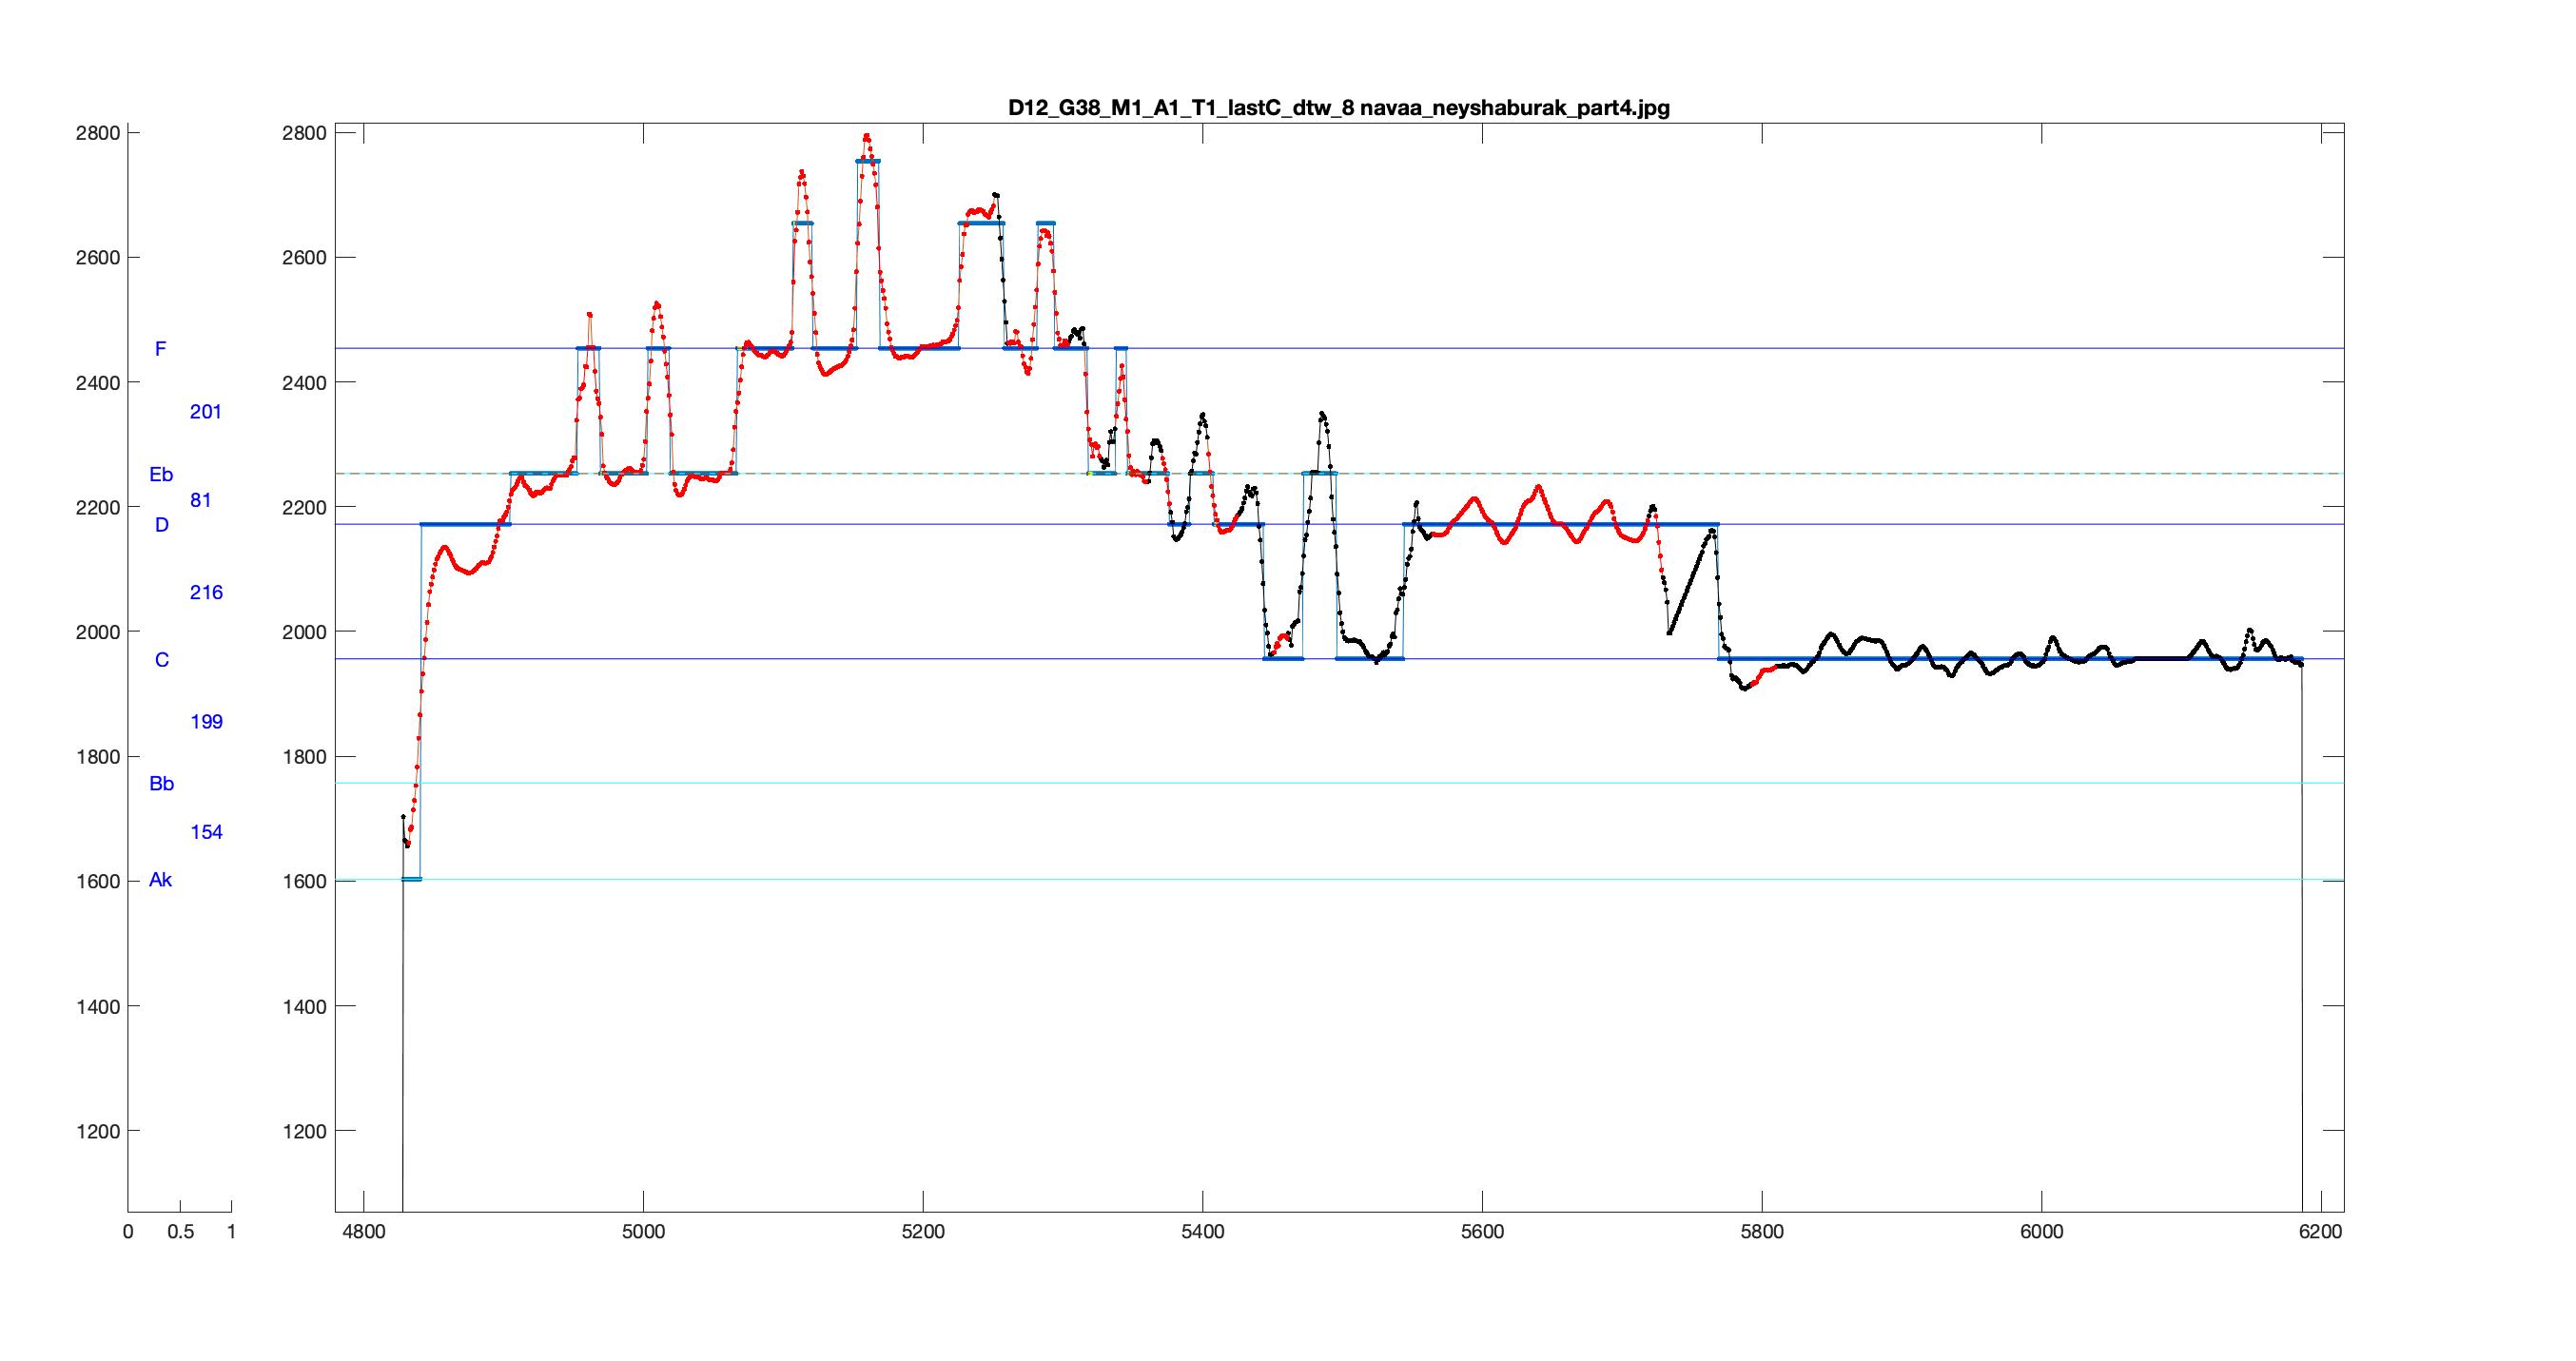 D12_G38_M1_A1_T1_lastC_dtw_8 navaa_neyshaburak_part4.jpg
2800 2800
2600 2600
F
2400 2400
201
Eb
81
2200 2200
D
216
2000 2000
C
199
1800 1800
Bb
154
1600 Ak 1600
1400 1400
1200 1200
0 0.5 1 4800 5000 5200 5400 5600 5800 6000 6200